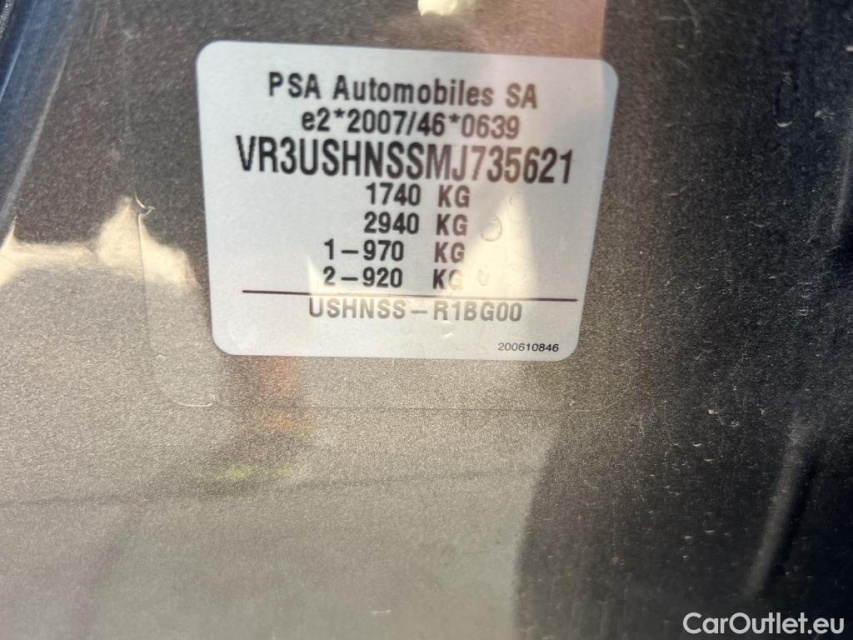 PSA Automobiles SA
e2*2007/46*0639
VR3USHNSSMJ735621
1740 KG
2940 KG
1-970 KG
2-920 KG
USHNSS-R1BG00
200610846
CarOutlet.eu